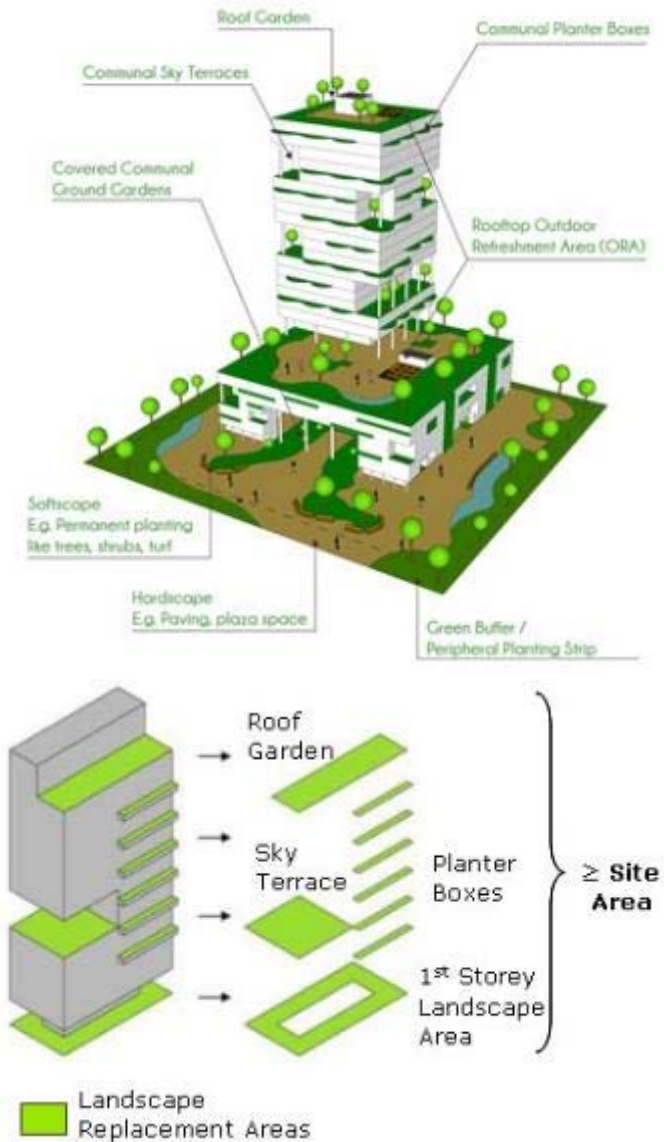 Roof Garden
Communal Planter Boxes
Communal Sky Terraces
Covered Communal
Ground Gardens
Rooftop Outdoor
Refreshment Area (ORA)
Softscape
E.g. Permanent planting
like trees, shrubs, turf
Hardscape
E.g. Paving, plaza space
Green Buffer /
Peripheral Planting Strip
Roof
Garden
Sky
Terrace
Planter
Boxes
≥ Site
Area
1st Storey
Landscape
Area
Landscape
Replacement Areas